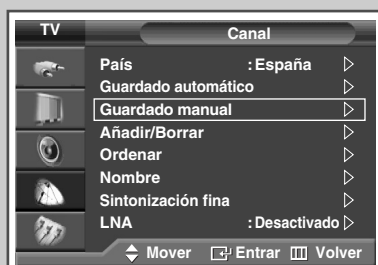 TV
Canal
País : España
Guardado automático
Guardado manual
Añadir/Borrar
Ordenar
Nombre
Sintonización fina
LNA : Desactivado
Mover Entrar Volver